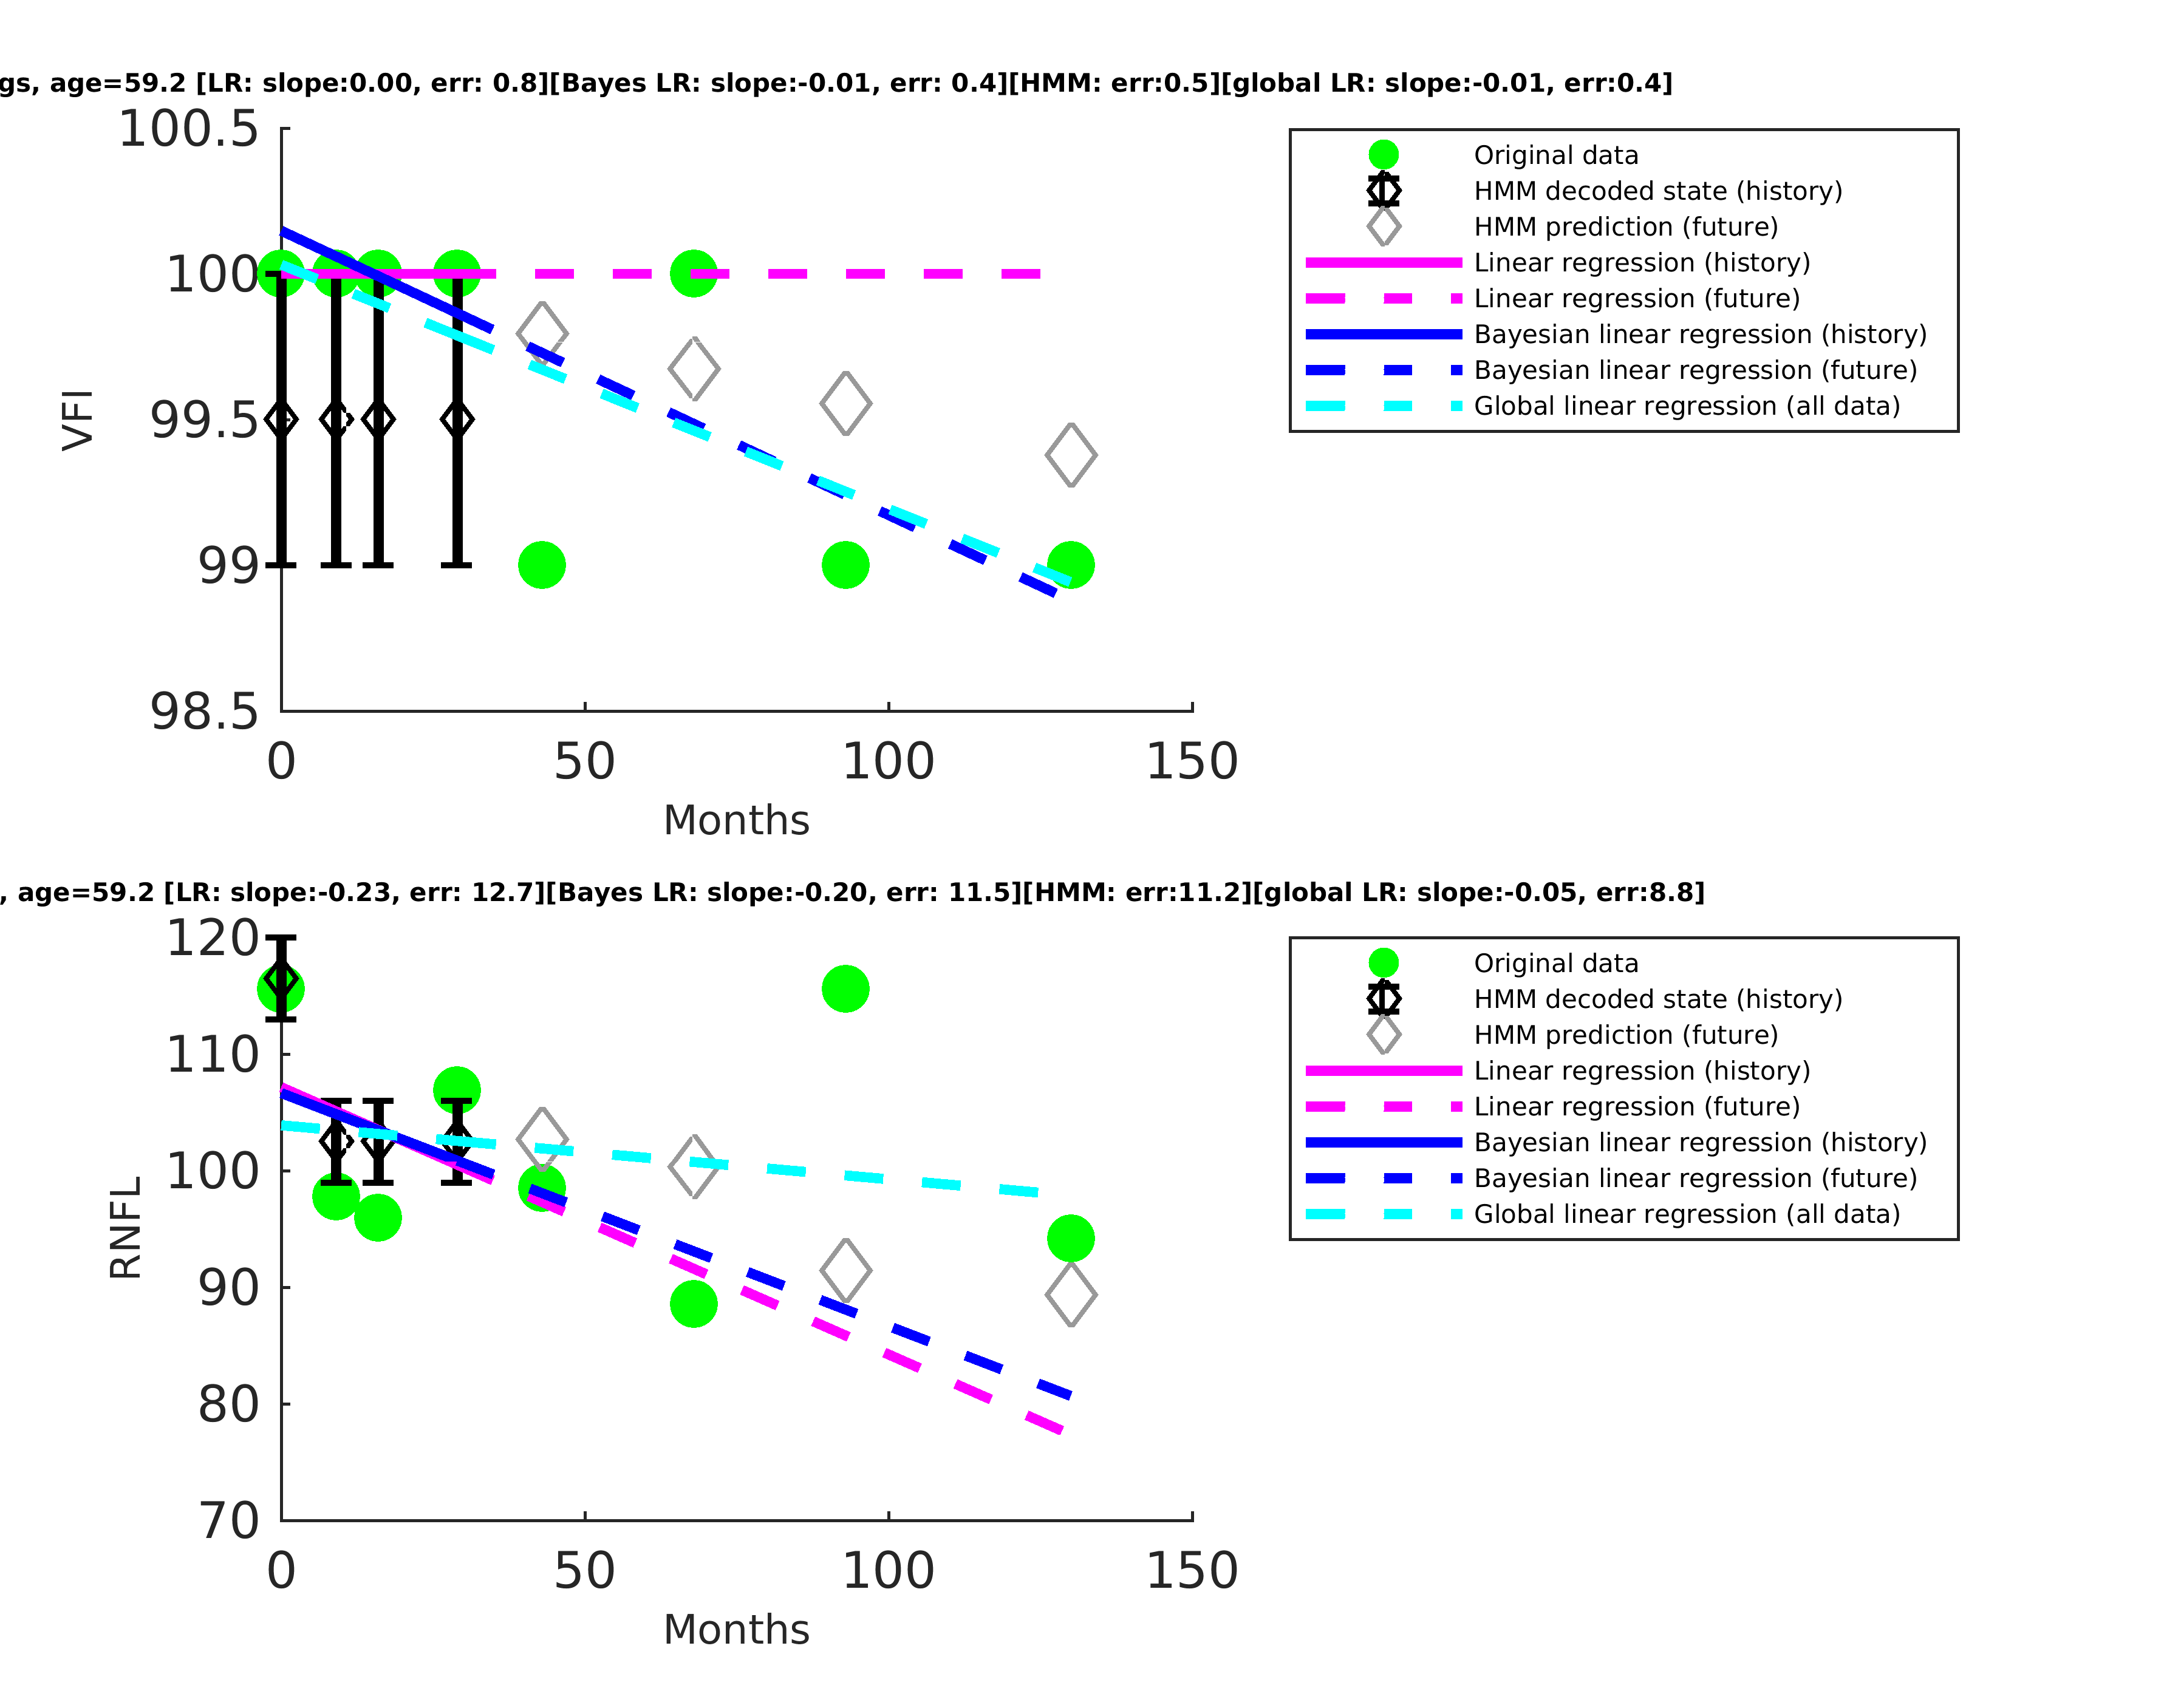 gs, age=59.2 [LR: slope:0.00, err: 0.8][Bayes LR: slope:-0.01, err: 0.4][HMM: err:0.5][global LR: slope:-0.01, err:0.4]
100.5
100
99.5
99
98.5
VFI
0 50 100 150
Months
Original data
HMM decoded state (history)
HMM prediction (future)
Linear regression (history)
Linear regression (future)
Bayesian linear regression (history)
Bayesian linear regression (future)
Global linear regression (all data)
, age=59.2 [LR: slope:-0.23, err: 12.7][Bayes LR: slope:-0.20, err: 11.5][HMM: err:11.2][global LR: slope:-0.05, err:8.8]
120
110
100
90
80
70
RNFL
0 50 100 150
Months
Original data
HMM decoded state (history)
HMM prediction (future)
Linear regression (history)
Linear regression (future)
Bayesian linear regression (history)
Bayesian linear regression (future)
Global linear regression (all data)